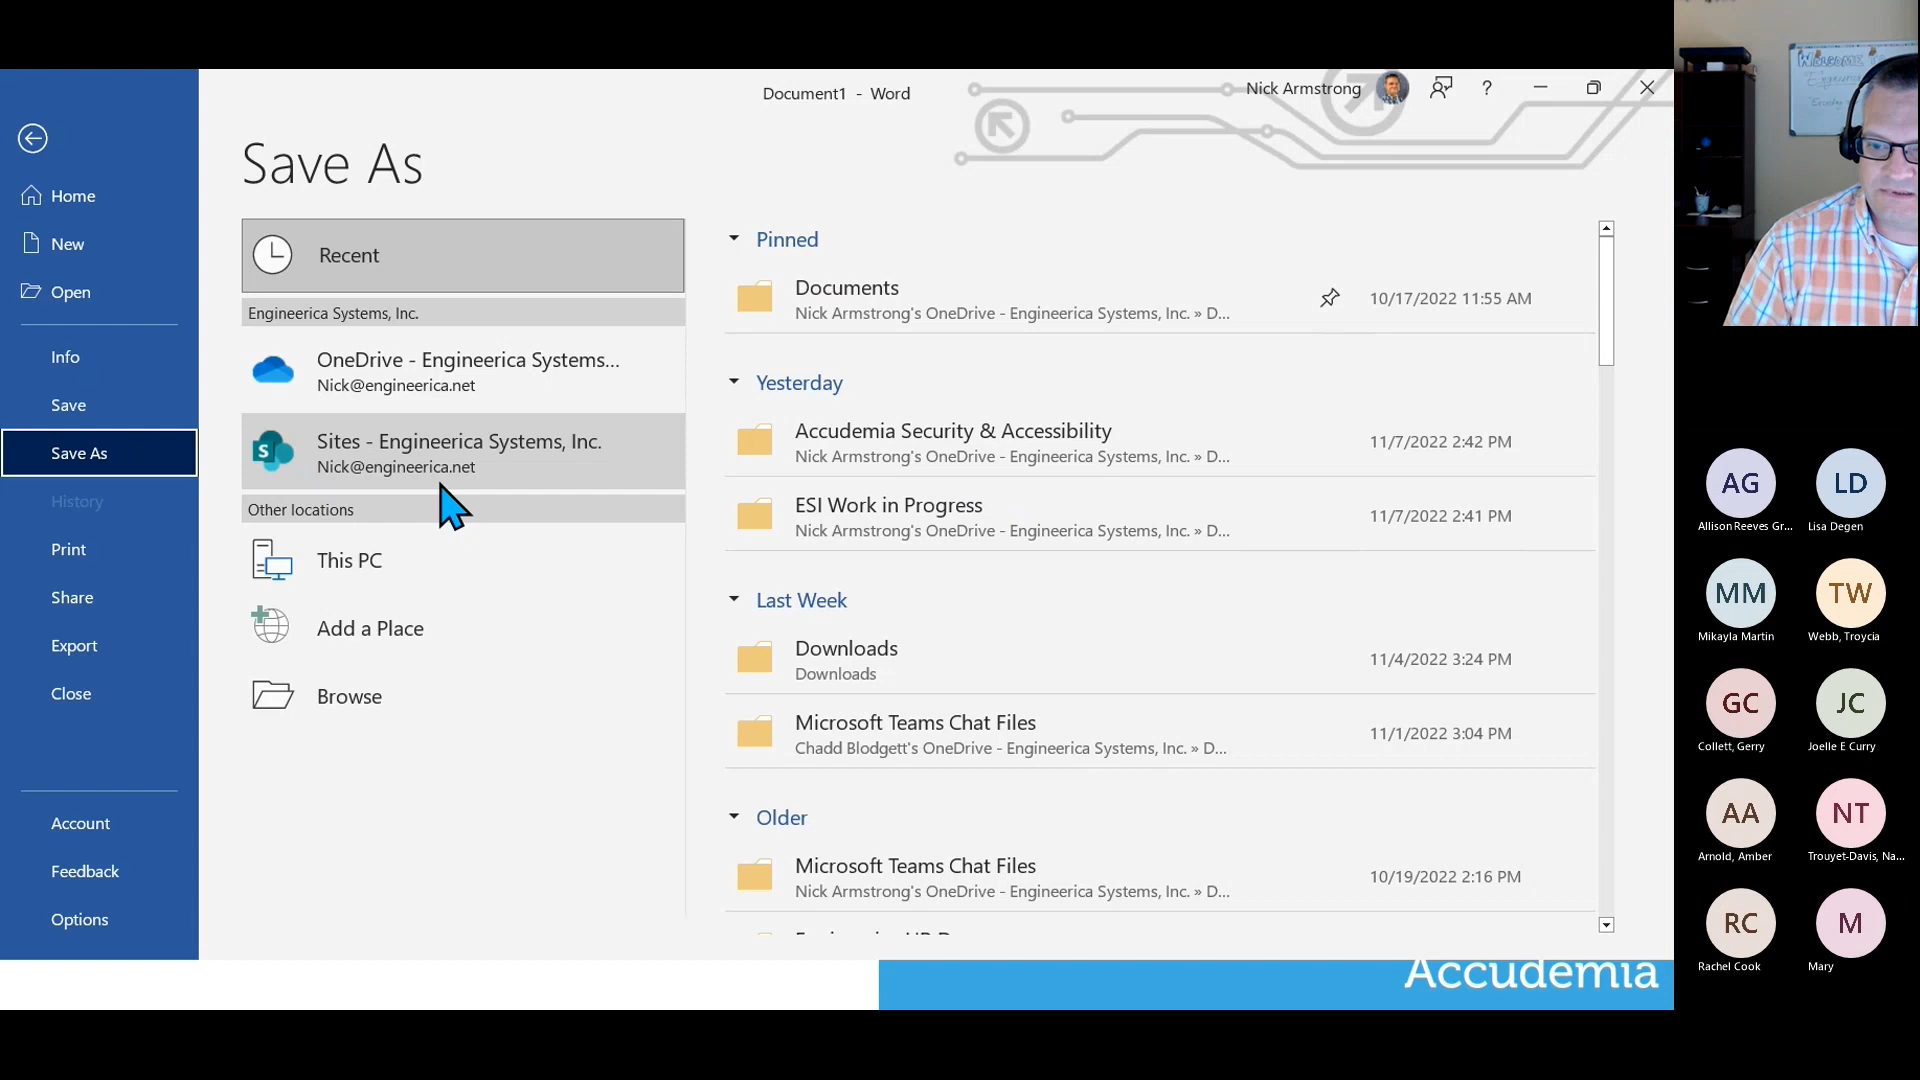 Document1 - Word
Nick Armstrong
?
Save As
Home
New
Open
Info
Save
Save As
History
Print
Share
Export
Close
Account
Feedback
Options
Recent
Engineerica Systems, Inc.
OneDrive - Engineerica Systems...
Nick@engineerica.net
Sites - Engineerica Systems, Inc.
Nick@engineerica.net
Other locations
This PC
Add a Place
Browse
Pinned
Documents
Nick Armstrong's OneDrive - Engineerica Systems, Inc. » D...
10/17/2022 11:55 AM
Yesterday
Accudemia Security & Accessibility
Nick Armstrong's OneDrive - Engineerica Systems, Inc. » D...
11/7/2022 2:42 PM
ESI Work in Progress
Nick Armstrong's OneDrive - Engineerica Systems, Inc. » D...
11/7/2022 2:41 PM
Last Week
Downloads
Downloads
11/4/2022 3:24 PM
Microsoft Teams Chat Files
Chadd Blodgett's OneDrive - Engineerica Systems, Inc. » D...
11/1/2022 3:04 PM
Older
Microsoft Teams Chat Files
Nick Armstrong's OneDrive - Engineerica Systems, Inc. » D...
10/19/2022 2:16 PM
Accudemia
WELCOME
AG
Allison Reeves Gr...
LD
Lisa Degen
MM
Mikayla Martin
TW
Webb, Troycia
GC
Collett, Gerry
JC
Joelle E Curry
AA
Arnold, Amber
NT
Trouyet-Davis, Na...
RC
Rachel Cook
M
Mary